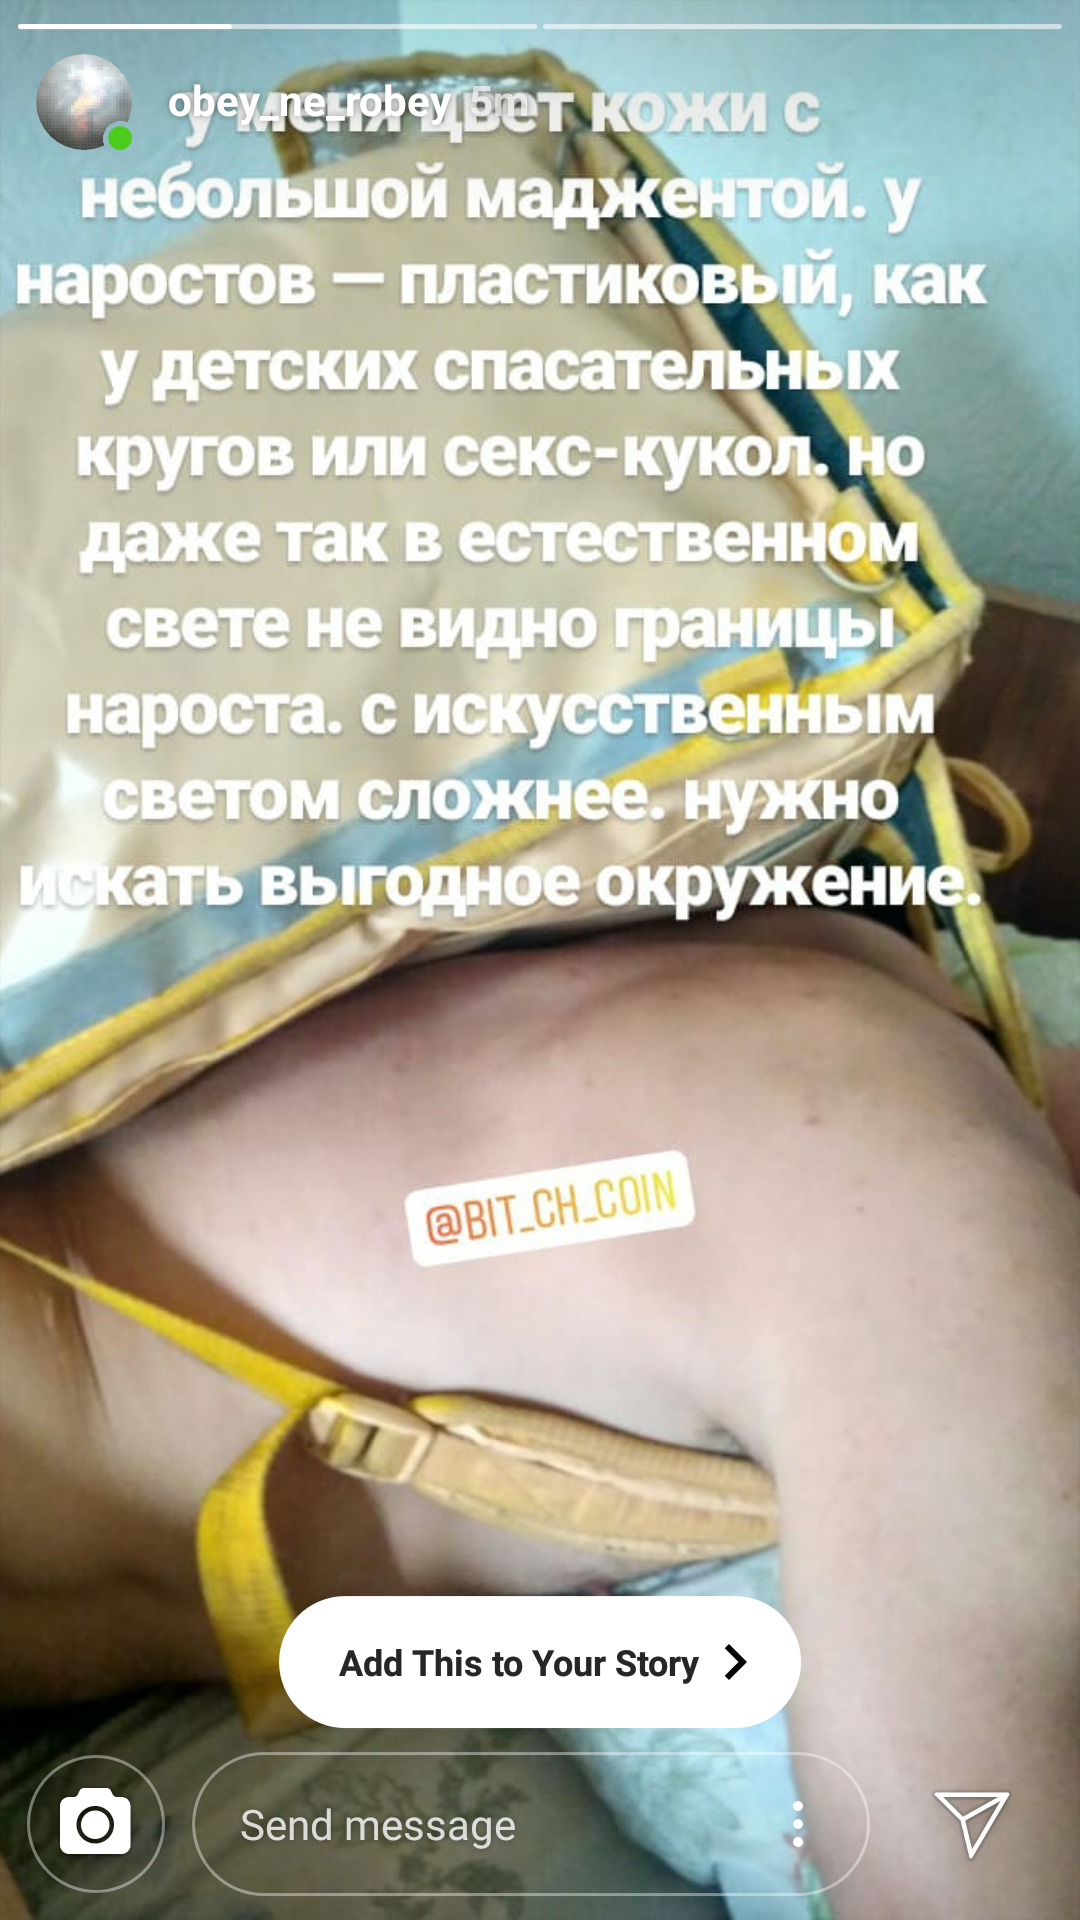 obey_ne_robey 5m
у меня цвет кожи с
небольшой маджентой. у
наростов — пластиковый, как
у детских спасательных
кругов или секс-кукол. но
даже так в естественном
свете не видно границы
нароста. с искусственным
светом сложнее. нужно
искать выгодное окружение.
@BIT_CH_COIN
Add This to Your Story
Send message